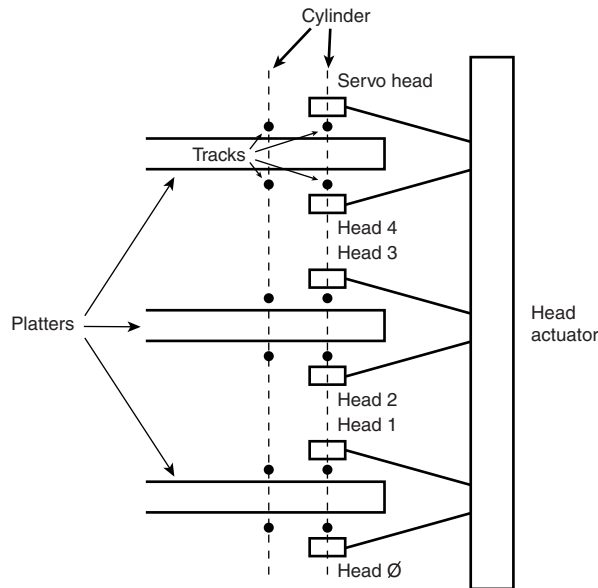 Cylinder
Servo head
Tracks
Head 4
Head 3
Platters
Head
actuator
Head 2
Head 1
Head Ø